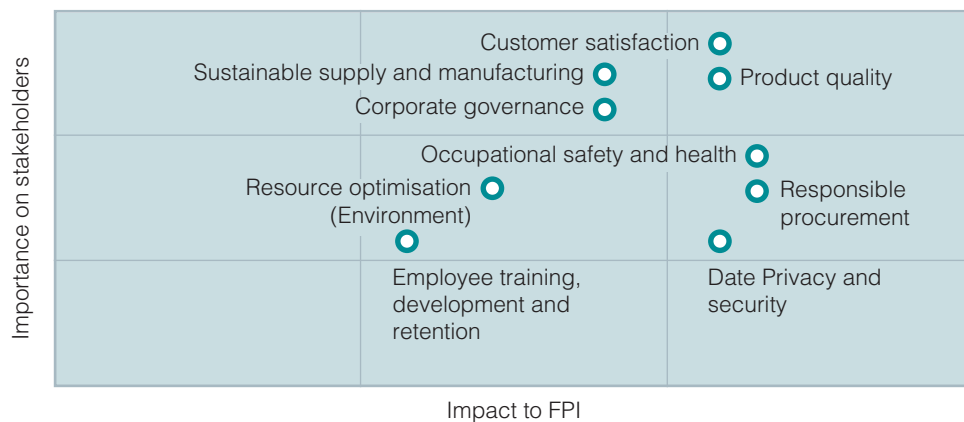 Importance on stakeholders
Customer satisfaction
Sustainable supply and manufacturing
Product quality
Corporate governance
Occupational safety and health
Resource optimisation
(Environment)
Responsible
procurement
Employee training,
development and
retention
Date Privacy and
security
Impact to FPI